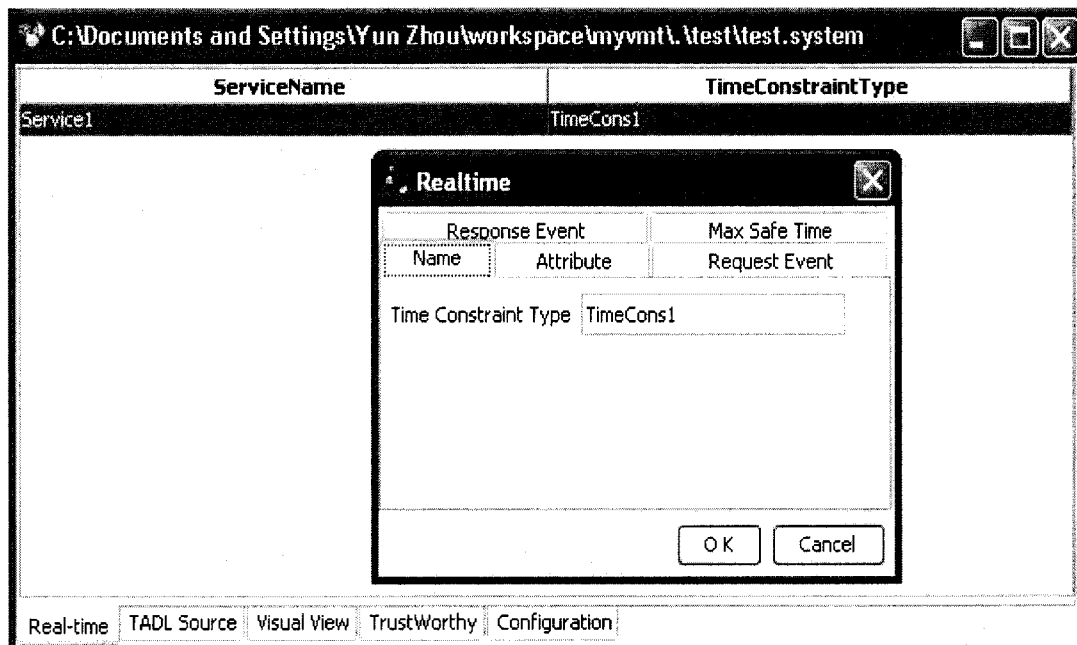 C:\Documents and Settings\Yun Zhou\workspace\myvmt\.\test\test.system
ServiceName TimeConstraintType
Service1 TimeCons1
Realtime
Response Event Max Safe Time
Name Attribute Request Event
Time Constraint Type TimeCons1
OK Cancel
Real-time TADL Source Visual View TrustWorthy Configuration